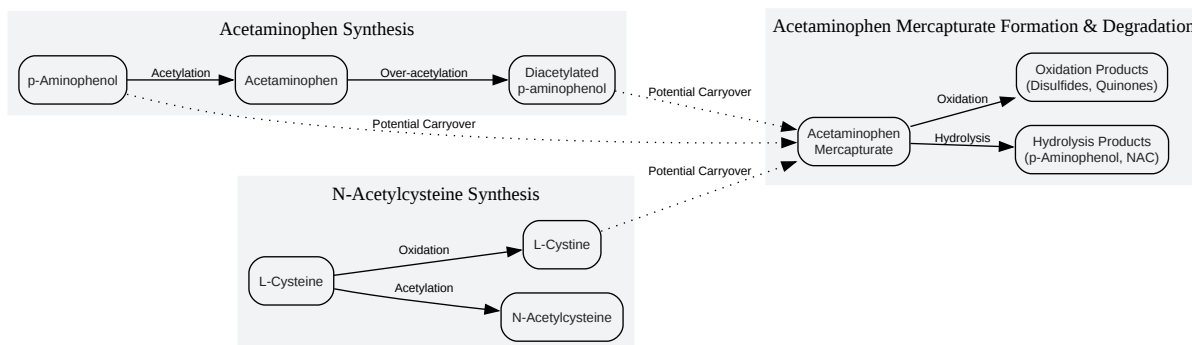 Acetaminophen Synthesis
p-Aminophenol
Acetylation
Acetaminophen
Over-acetylation
Diacetylated
p-aminophenol
Potential Carryover
Potential Carryover
Acetaminophen Mercapturate Formation & Degradation
Acetaminophen
Mercapturate
Oxidation
Oxidation Products
(Disulfides, Quinones)
Hydrolysis
Hydrolysis Products
(p-Aminophenol, NAC)
N-Acetylcysteine Synthesis
L-Cysteine
Oxidation
L-Cystine
Acetylation
N-Acetylcysteine
Potential Carryover